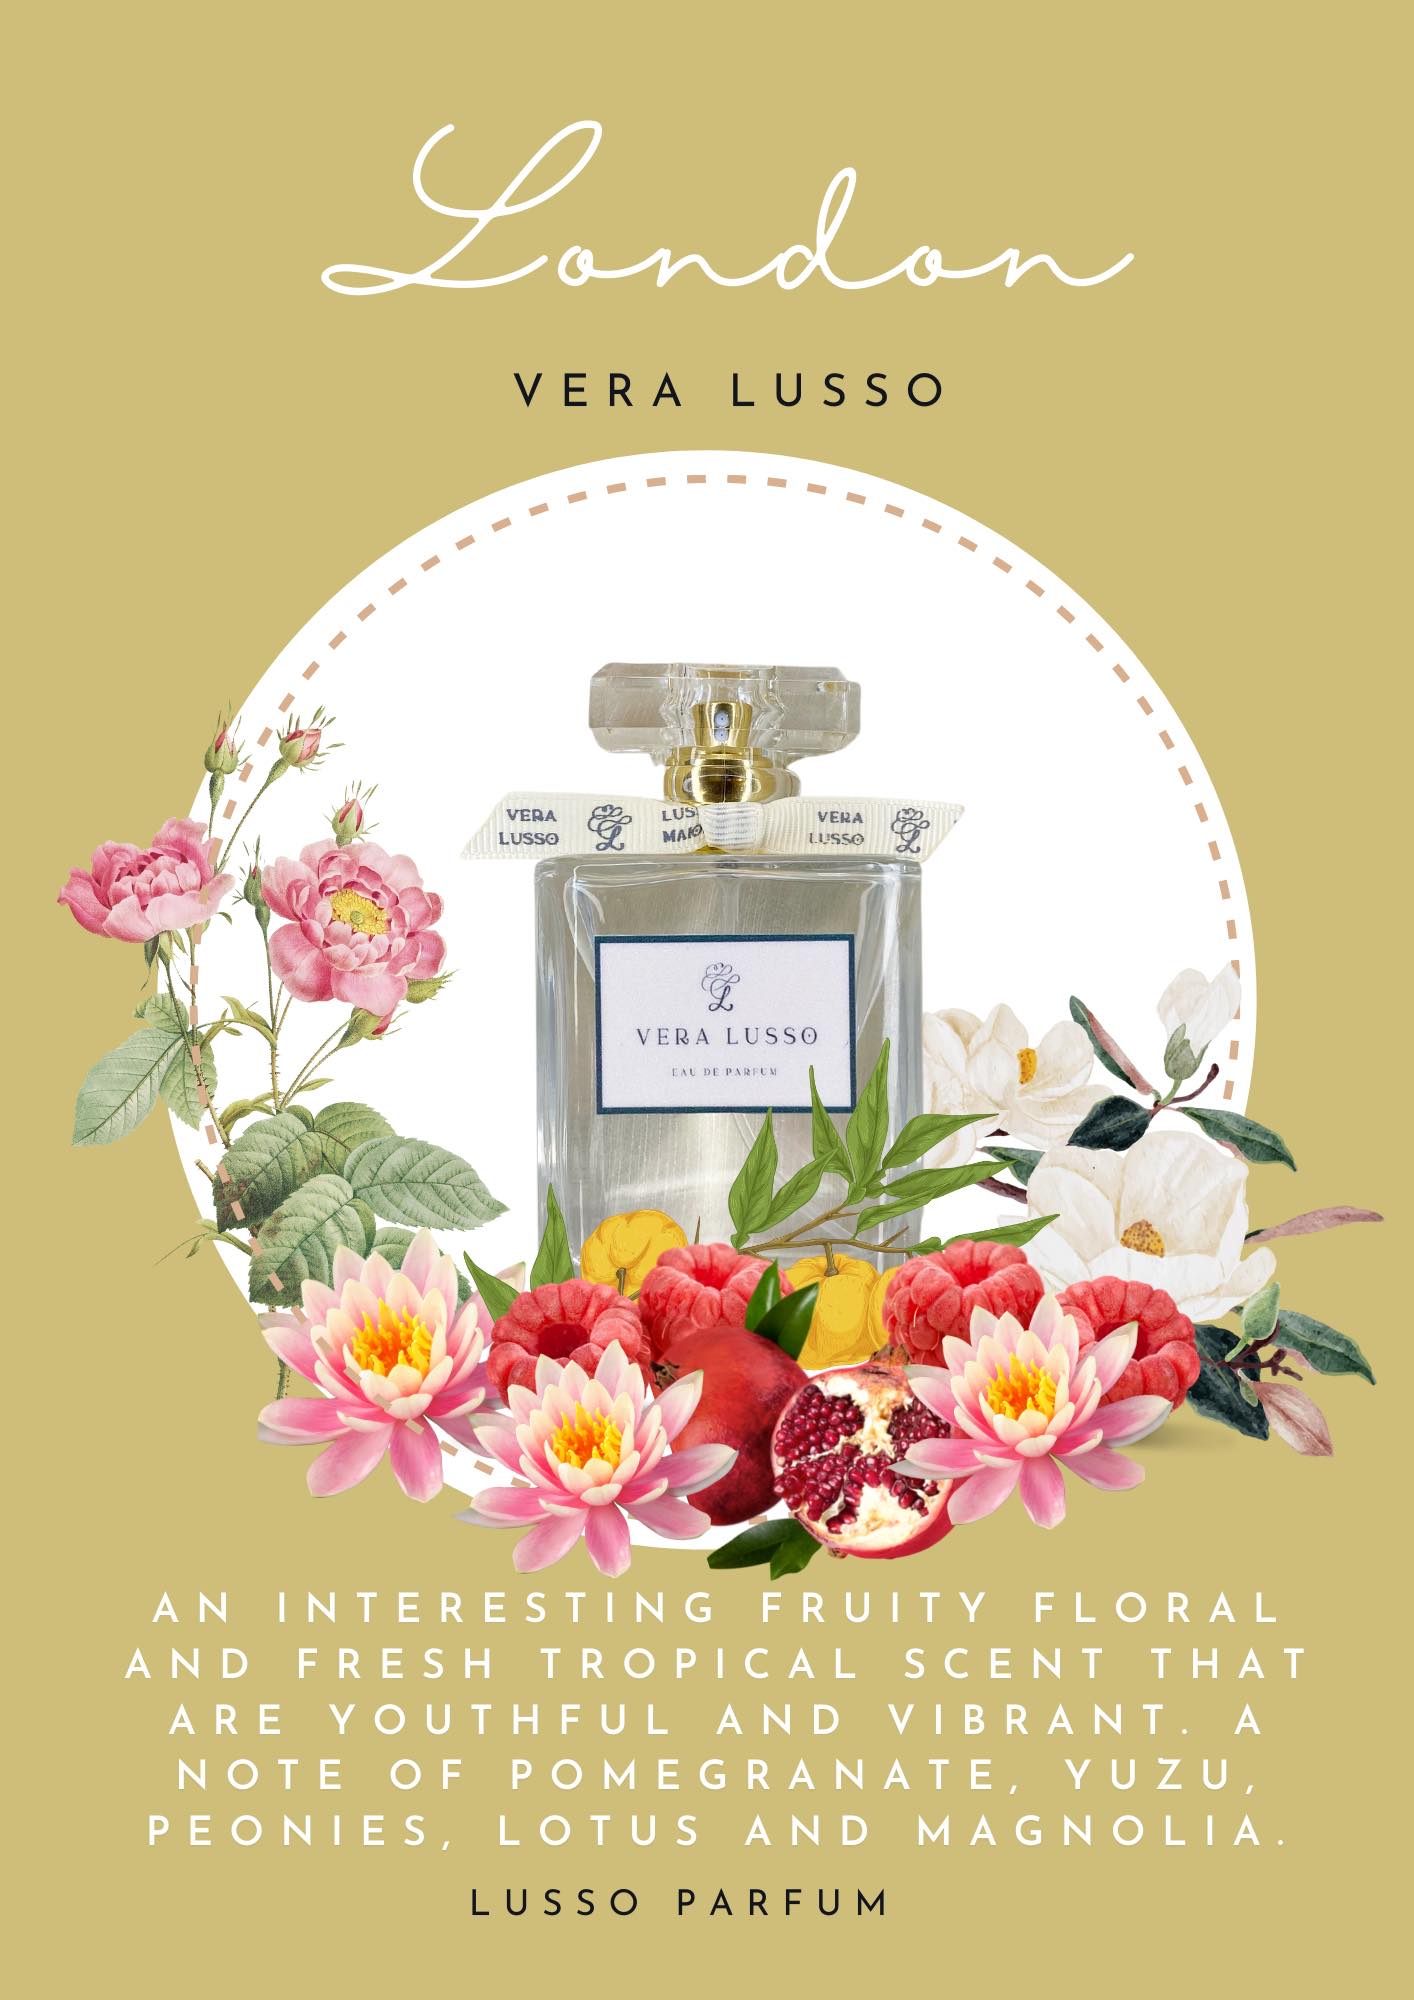 London
VERA LUSSO
VERA
LUSSO
VERA
LUSSO
VERA LUSSO
EAU DE PARFUM
AN INTERESTING FRUITY FLORAL
AND FRESH TROPICAL SCENT THAT
ARE YOUTHFUL AND VIBRANT. A
NOTE OF POMEGRANATE, YUZU,
PEONIES, LOTUS AND MAGNOLIA.
LUSSO PARFUM